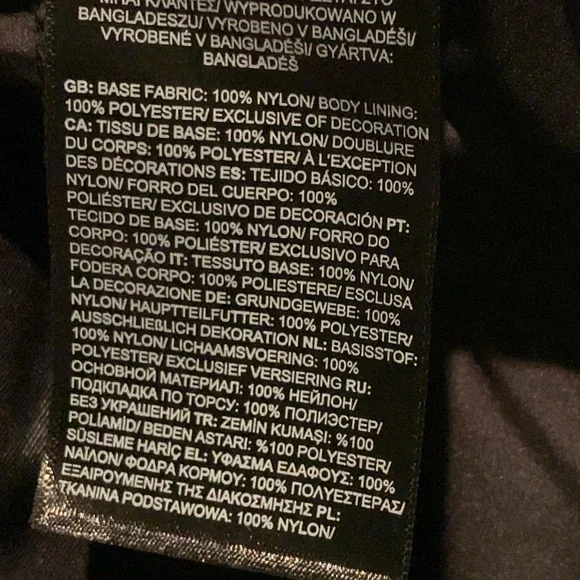 ΜΠΑΓΚΛΑΝΤΕΣ/ WYPRODUKOWANO W
BANGLADESZU/ VYROBENO V BANGLADÉŠI/
VYROBENÉ V BANGLADÉŠI/ GYÁRTVA:
BANGLADÉS
GB: BASE FABRIC: 100% NYLON/ BODY LINING:
100% POLYESTER/ EXCLUSIVE OF DECORATION
CA: TISSU DE BASE: 100% NYLON/ DOUBLURE
DU CORPS: 100% POLYESTER/ À L'EXCEPTION
DES DÉCORATIONS ES: TEJIDO BÁSICO: 100%
NYLON/ FORRO DEL CUERPO: 100%
POLIÉSTER/ EXCLUSIVO DE DECORACIÓN PT:
TECIDO DE BASE: 100% NYLON/ FORRO DO
CORPO: 100% POLIÉSTER/ EXCLUSIVO PARA
DECORAÇÃO IT: TESSUTO BASE: 100% NYLON/
FODERA CORPO: 100% POLIESTERE/ ESCLUSA
LA DECORAZIONE DE: GRUNDGEWEBE: 100%
NYLON/ HAUPTTEILFUTTER: 100% POLYESTER/
AUSSCHLIEßLICH DEKORATION NL: BASISSTOF:
100% NYLON/ LICHAAMSVOERING: 100%
POLYESTER/ EXCLUSIEF VERSIERING RU:
ОСНОВНОЙ МАТЕРИАЛ: 100% НЕЙЛОН/
ПОДКЛАДКА ПО ТОРСУ: 100% ПОЛИЭСТЕР/
БЕЗ УКРАШЕНИЙ TR: ZEMİN KUMAŞI: %100
POLİAMİD/ BEDEN ASTARI: %100 POLYESTER/
SÜSLEME HARİÇ EL: ΥΦΑΣΜΑ ΕΔΑΦΟΥΣ: 100%
ΝΑΪΛΟΝ/ ΦΟΔΡΑ ΚΟΡΜΟΥ: 100% ΠΟΛΥΕΣΤΕΡΑΣ/
ΕΞΑΙΡΟΥΜΕΝΗΣ ΤΗΣ ΔΙΑΚΟΣΜΗΣΗΣ PL:
TKANINA PODSTAWOWA: 100% NYLON/